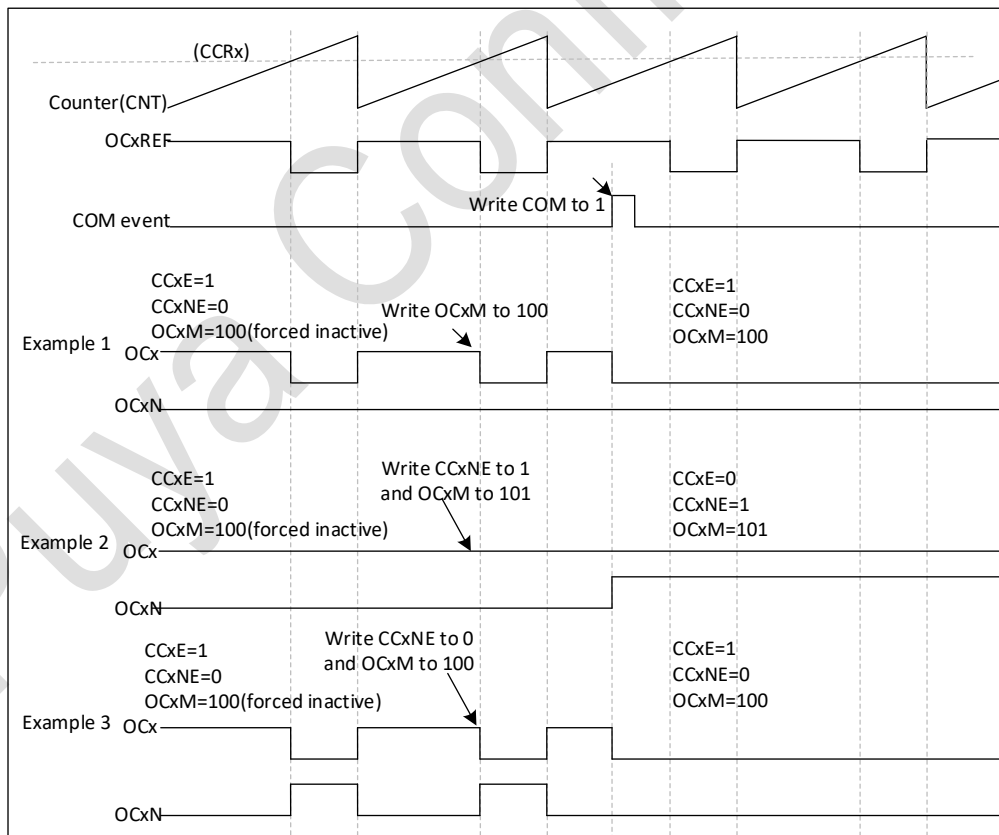 (CCRx)
Counter(CNT)
OCxREF
Write COM to 1
COM event
CCxE=1
CCxNE=0
OCxM=100(forced inactive)
Write OCxM to 100
CCxE=1
CCxNE=0
OCxM=100
Example 1
OCx
OCxN
CCxE=1
CCxNE=0
OCxM=100(forced inactive)
Write CCxNE to 1
and OCxM to 101
CCxE=0
CCxNE=1
OCxM=101
Example 2
OCx
OCxN
CCxE=1
CCxNE=0
OCxM=100(forced inactive)
Write CCxNE to 0
and OCxM to 100
CCxE=1
CCxNE=0
OCxM=100
Example 3
OCx
OCxN